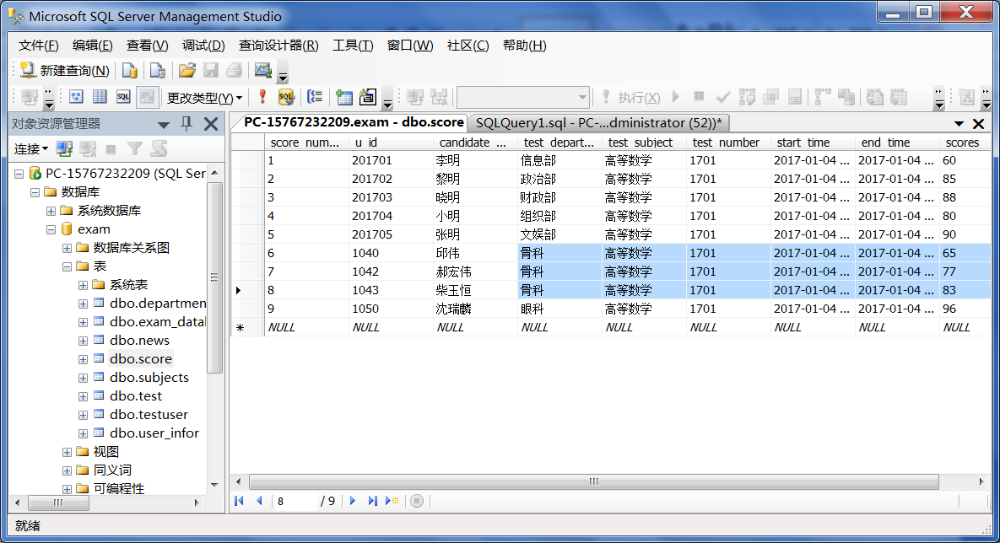 Microsoft SQL Server Management Studio
文件(F) 编辑(E) 查看(V) 调试(D) 查询设计器(R) 工具(T) 窗口(W) 社区(C) 帮助(H)
新建查询(N)
更改类型(Y) 执行(X)
对象资源管理器
连接
PC-15767232209 (SQL Ser
数据库
系统数据库
exam
数据库关系图
表
系统表
dbo.departmen
dbo.exam_datal
dbo.news
dbo.score
dbo.subjects
dbo.test
dbo.testuser
dbo.user_infor
视图
同义词
可编程性
PC-15767232209.exam - dbo.score SQLQuery1.sql - PC-...dministrator (52))*
score_num... u_id candidate_... test_depart... test_subject test_number start_time end_time scores
1 201701 李明 信息部 高等数学 1701 2017-01-04 ... 2017-01-04 ... 60
2 201702 黎明 政治部 高等数学 1701 2017-01-04 ... 2017-01-04 ... 85
3 201703 晓明 财政部 高等数学 1701 2017-01-04 ... 2017-01-04 ... 88
4 201704 小明 组织部 高等数学 1701 2017-01-04 ... 2017-01-04 ... 80
5 201705 张明 文娱部 高等数学 1701 2017-01-04 ... 2017-01-04 ... 90
6 1040 邱伟 骨科 高等数学 1701 2017-01-04 ... 2017-01-04 ... 65
7 1042 郝宏伟 骨科 高等数学 1701 2017-01-04 ... 2017-01-04 ... 77
8 1043 柴玉恒 骨科 高等数学 1701 2017-01-04 ... 2017-01-04 ... 83
9 1050 沈瑞麟 眼科 高等数学 1701 2017-01-04 ... 2017-01-04 ... 96
NULL NULL NULL NULL NULL NULL NULL NULL NULL
8 / 9
就绪